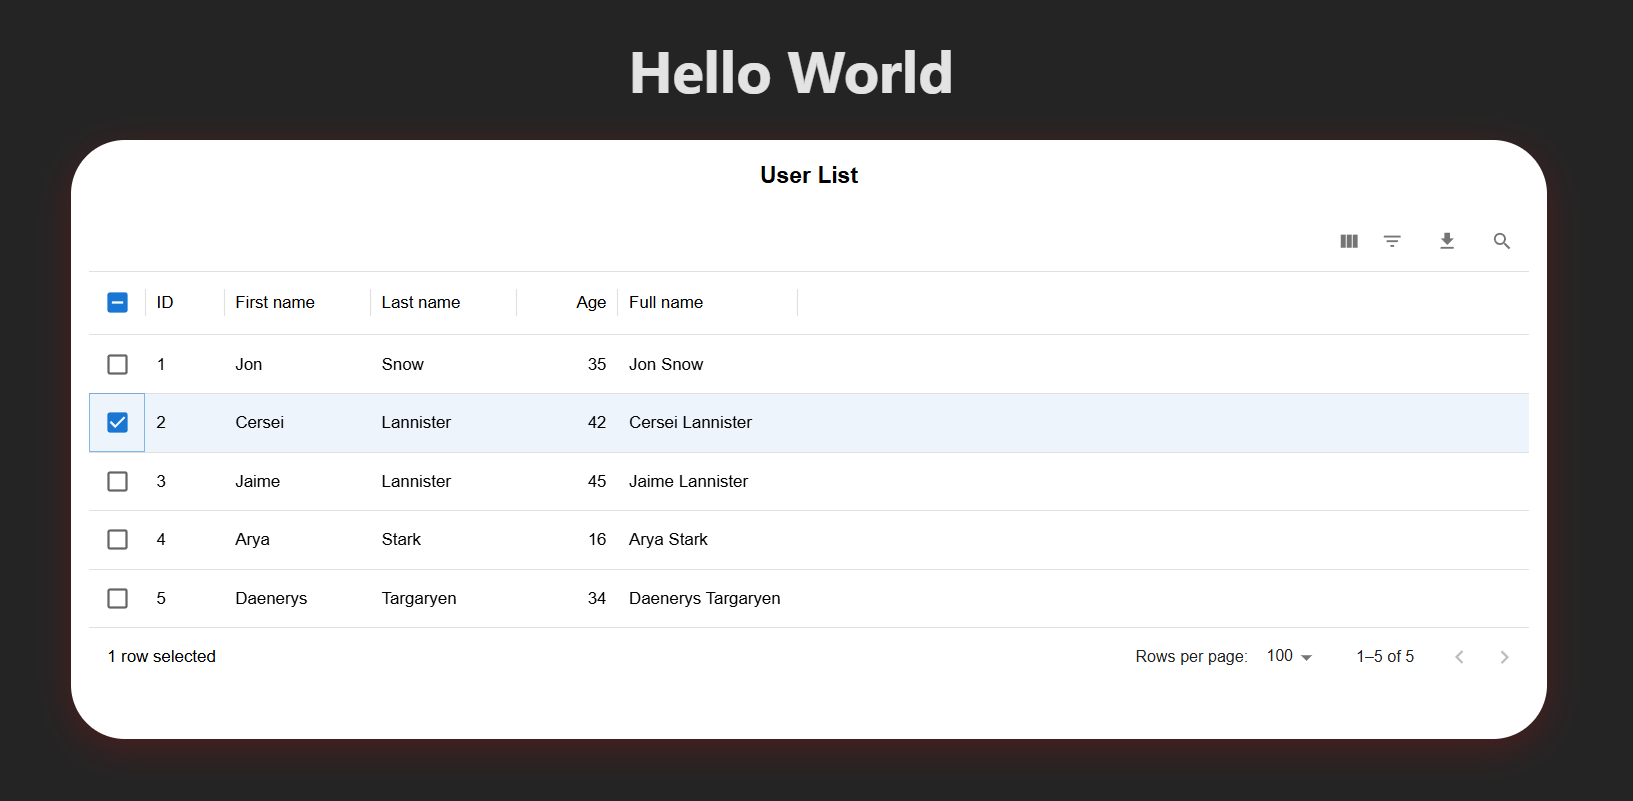 Hello World
User List
ID First name Last name Age Full name
1 Jon Snow 35 Jon Snow
2 Cersei Lannister 42 Cersei Lannister
3 Jaime Lannister 45 Jaime Lannister
4 Arya Stark 16 Arya Stark
5 Daenerys Targaryen 34 Daenerys Targaryen
1 row selected Rows per page: 100 1–5 of 5